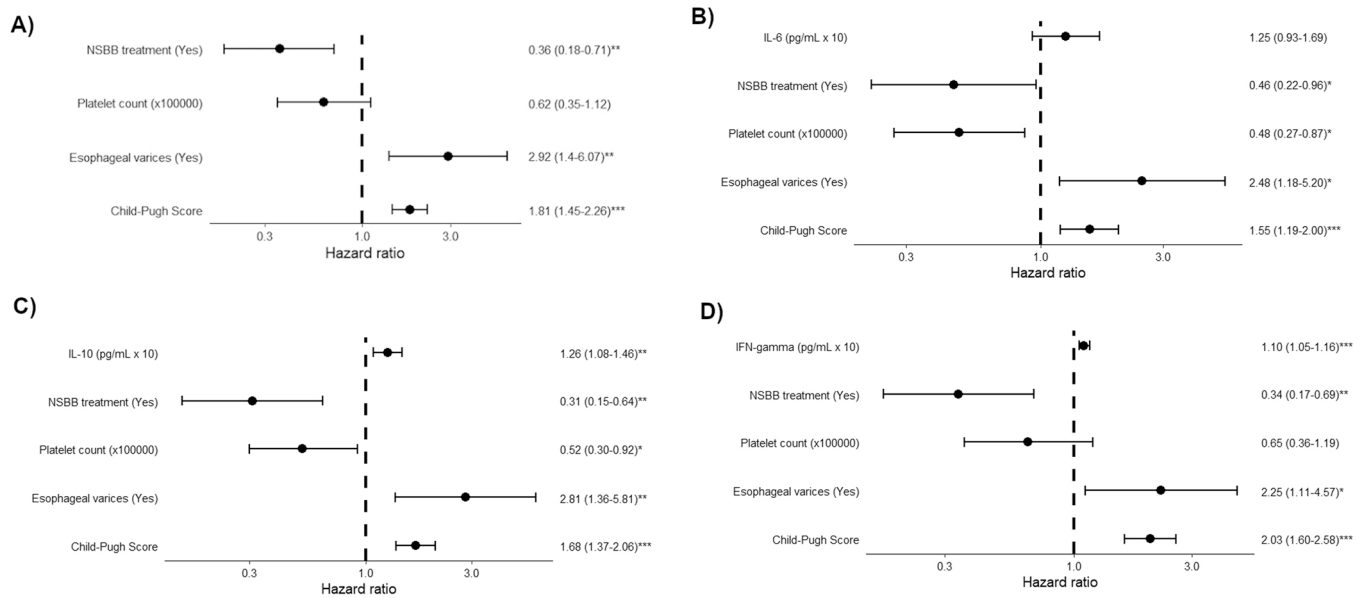 A)
NSBB treatment (Yes) 0.36 (0.18-0.71)**
Platelet count (x100000) 0.62 (0.35-1.12)
Esophageal varices (Yes) 2.92 (1.4-6.07)**
Child-Pugh Score 1.81 (1.45-2.26)***
0.3 1.0 3.0
Hazard ratio
B)
IL-6 (pg/mL x 10) 1.25 (0.93-1.69)
NSBB treatment (Yes) 0.46 (0.22-0.96)*
Platelet count (x100000) 0.48 (0.27-0.87)*
Esophageal varices (Yes) 2.48 (1.18-5.20)*
Child-Pugh Score 1.55 (1.19-2.00)***
0.3 1.0 3.0
Hazard ratio
C)
IL-10 (pg/mL x 10) 1.26 (1.08-1.46)**
NSBB treatment (Yes) 0.31 (0.15-0.64)**
Platelet count (x100000) 0.52 (0.30-0.92)*
Esophageal varices (Yes) 2.81 (1.36-5.81)**
Child-Pugh Score 1.68 (1.37-2.06)***
0.3 1.0 3.0
Hazard ratio
D)
IFN-gamma (pg/mL x 10) 1.10 (1.05-1.16)***
NSBB treatment (Yes) 0.34 (0.17-0.69)**
Platelet count (x100000) 0.65 (0.36-1.19)
Esophageal varices (Yes) 2.25 (1.11-4.57)*
Child-Pugh Score 2.03 (1.60-2.58)***
0.3 1.0 3.0
Hazard ratio